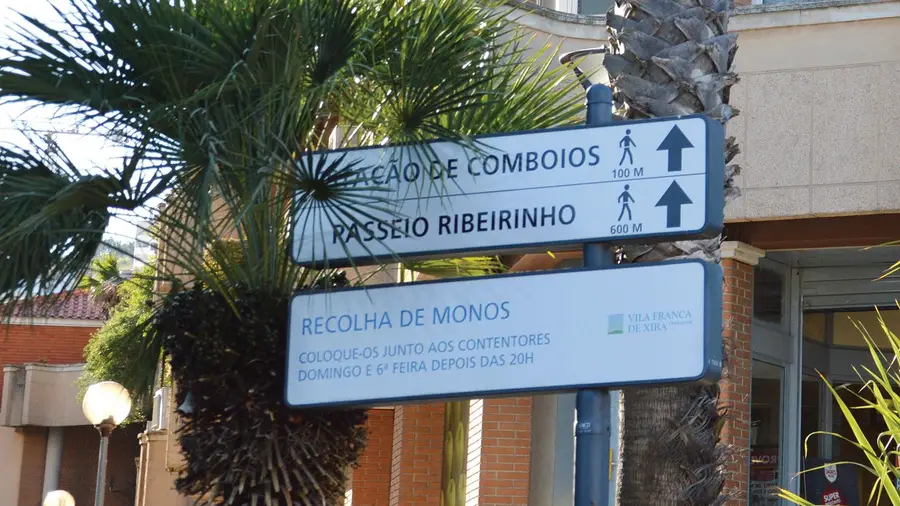 AÇÃO DE COMBOIOS
100 M
PASSEIO RIBEIRINHO
600 M
RECOLHA DE MONOS
COLOQUE-OS JUNTO AOS CONTENTORES
DOMINGO E 6ª FEIRA DEPOIS DAS 20H
VILA FRANCA
DE XIRA
SUPER